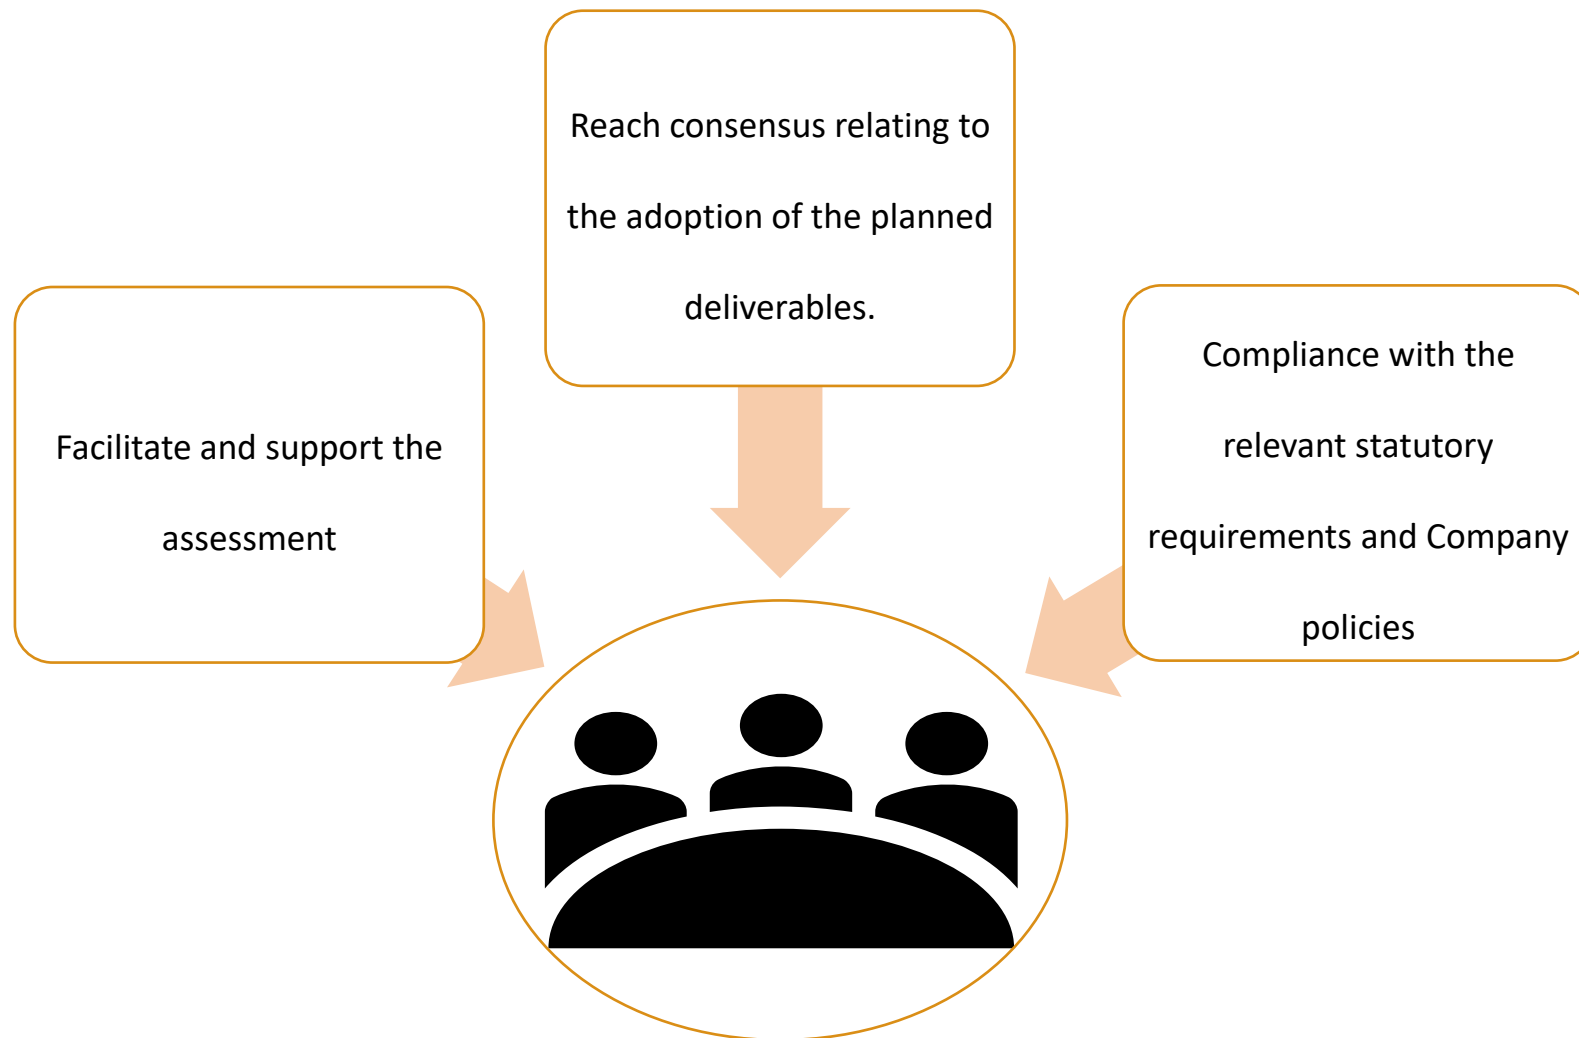 Reach consensus relating to
the adoption of the planned
deliverables.
Facilitate and support the
assessment
Compliance with the
relevant statutory
requirements and Company
policies